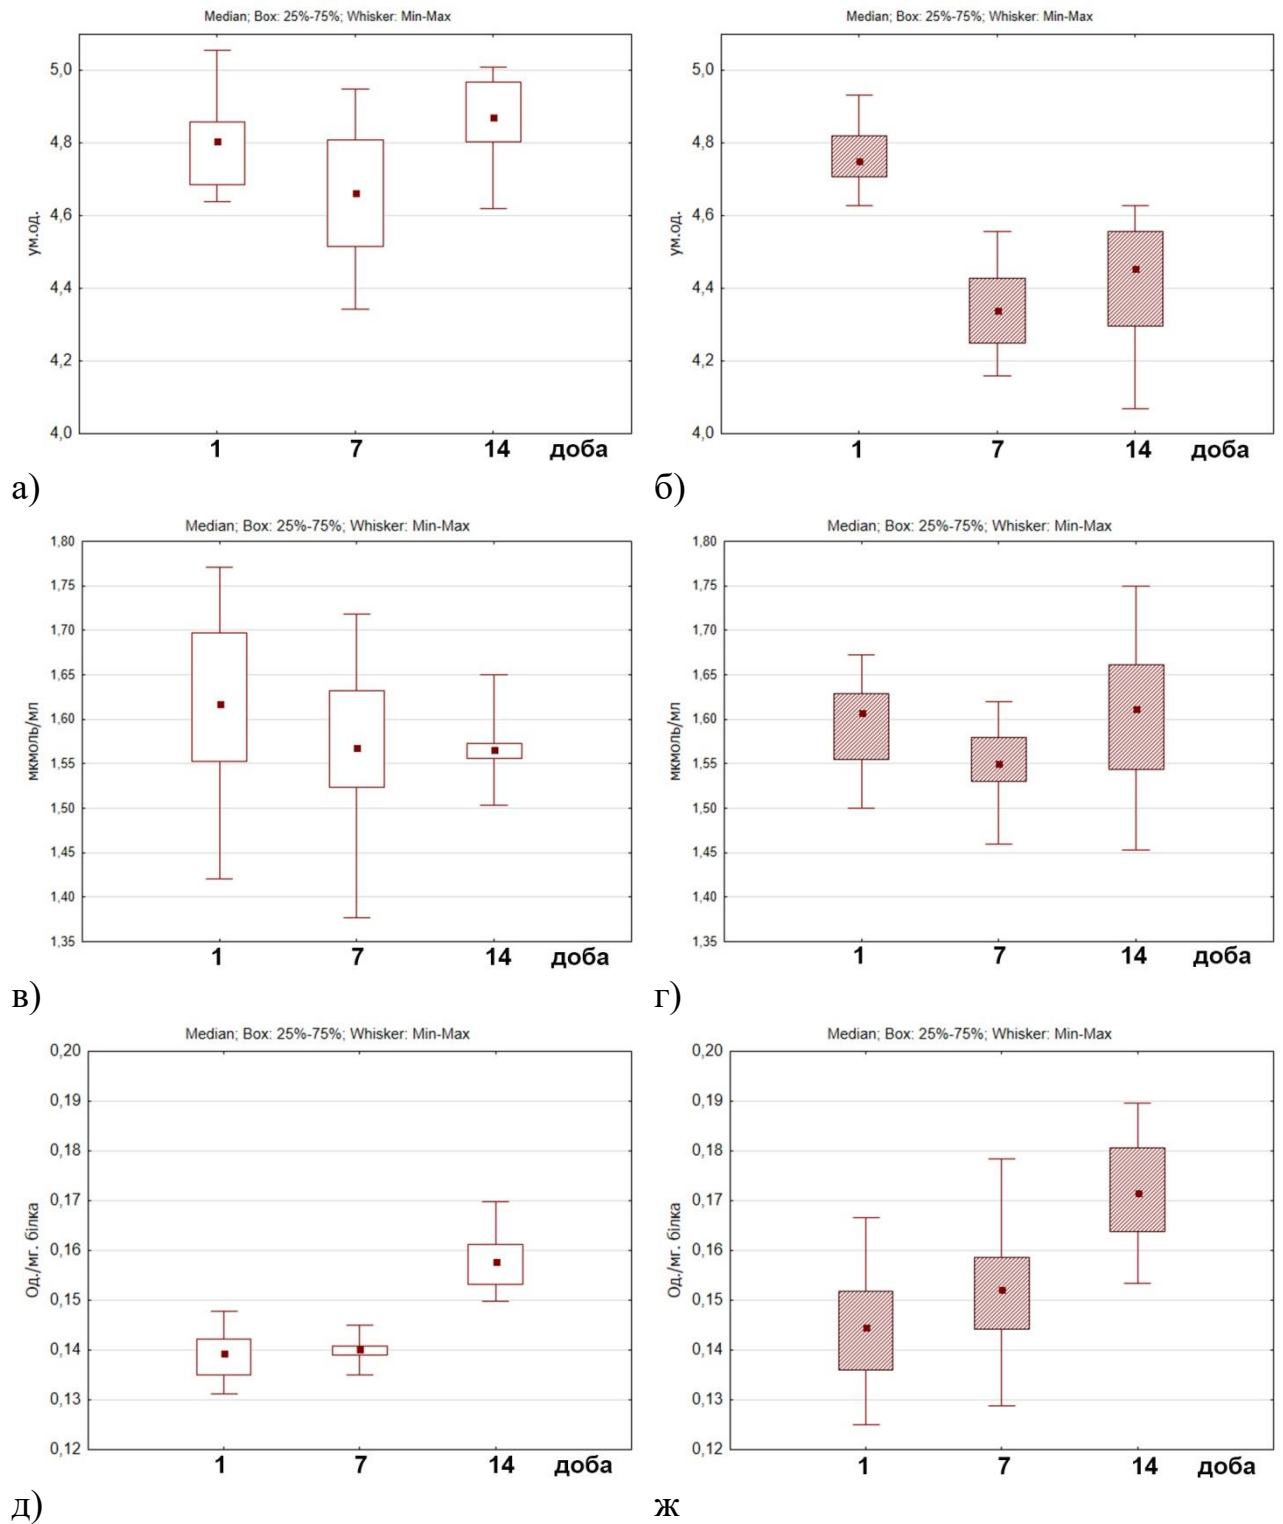 Median; Box: 25%-75%; Whisker: Min-Max
5,0
4,8
4,6
4,4
4,2
4,0
ум.од.
1 7 14 доба
а)
Median; Box: 25%-75%; Whisker: Min-Max
5,0
4,8
4,6
4,4
4,2
4,0
ум.од.
1 7 14 доба
б)
Median; Box: 25%-75%; Whisker: Min-Max
1,80
1,75
1,70
1,65
1,60
1,55
1,50
1,45
1,40
1,35
мкмоль/мл
1 7 14 доба
в)
Median; Box: 25%-75%; Whisker: Min-Max
1,80
1,75
1,70
1,65
1,60
1,55
1,50
1,45
1,40
1,35
мкмоль/мл
1 7 14 доба
г)
Median; Box: 25%-75%; Whisker: Min-Max
0,20
0,19
0,18
0,17
0,16
0,15
0,14
0,13
0,12
Од./мг. білка
1 7 14 доба
д)
Median; Box: 25%-75%; Whisker: Min-Max
0,20
0,19
0,18
0,17
0,16
0,15
0,14
0,13
0,12
Од./мг. білка
1 7 14 доба
ж